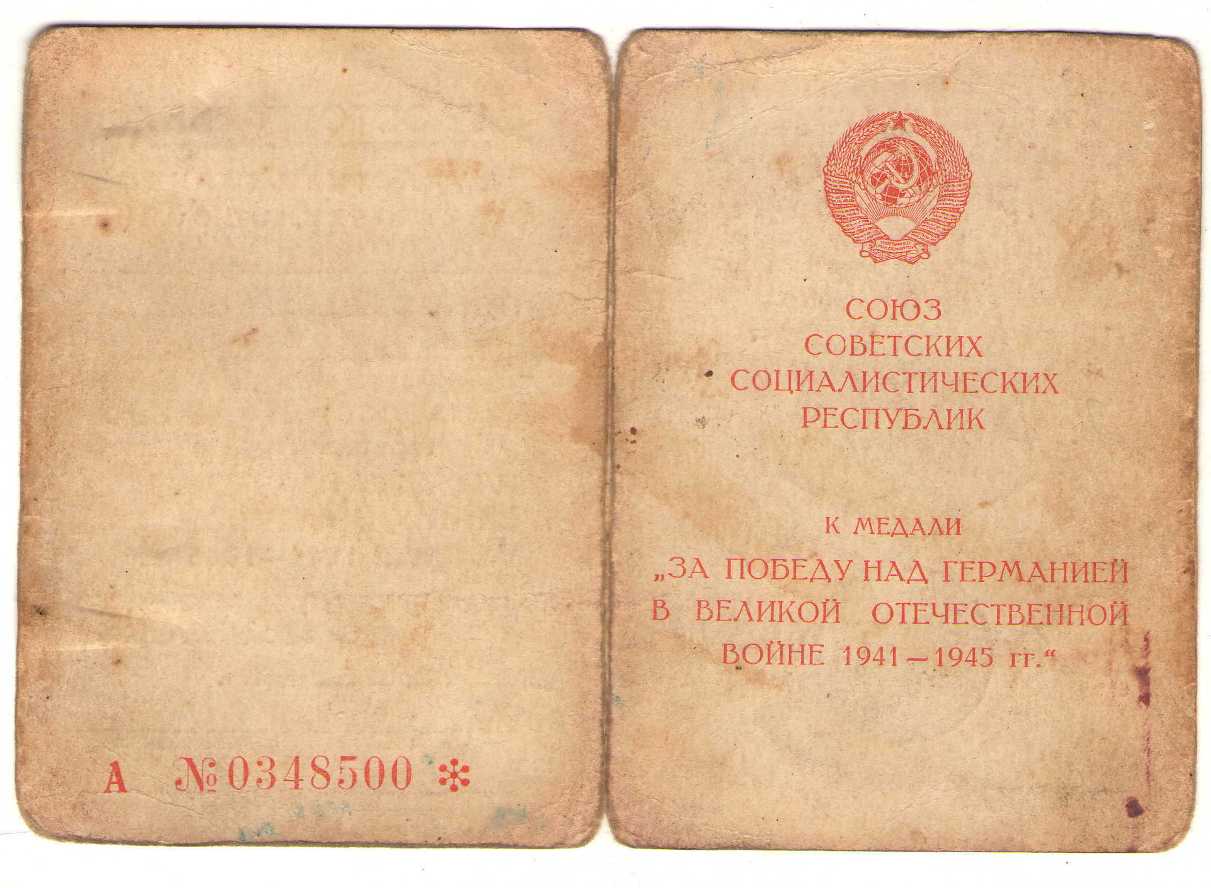 А №0348500
СОЮЗ
СОВЕТСКИХ
СОЦИАЛИСТИЧЕСКИХ
РЕСПУБЛИК
К МЕДАЛИ
„ЗА ПОБЕДУ НАД ГЕРМАНИЕЙ
В ВЕЛИКОЙ ОТЕЧЕСТВЕННОЙ
ВОЙНЕ 1941—1945 гг.“